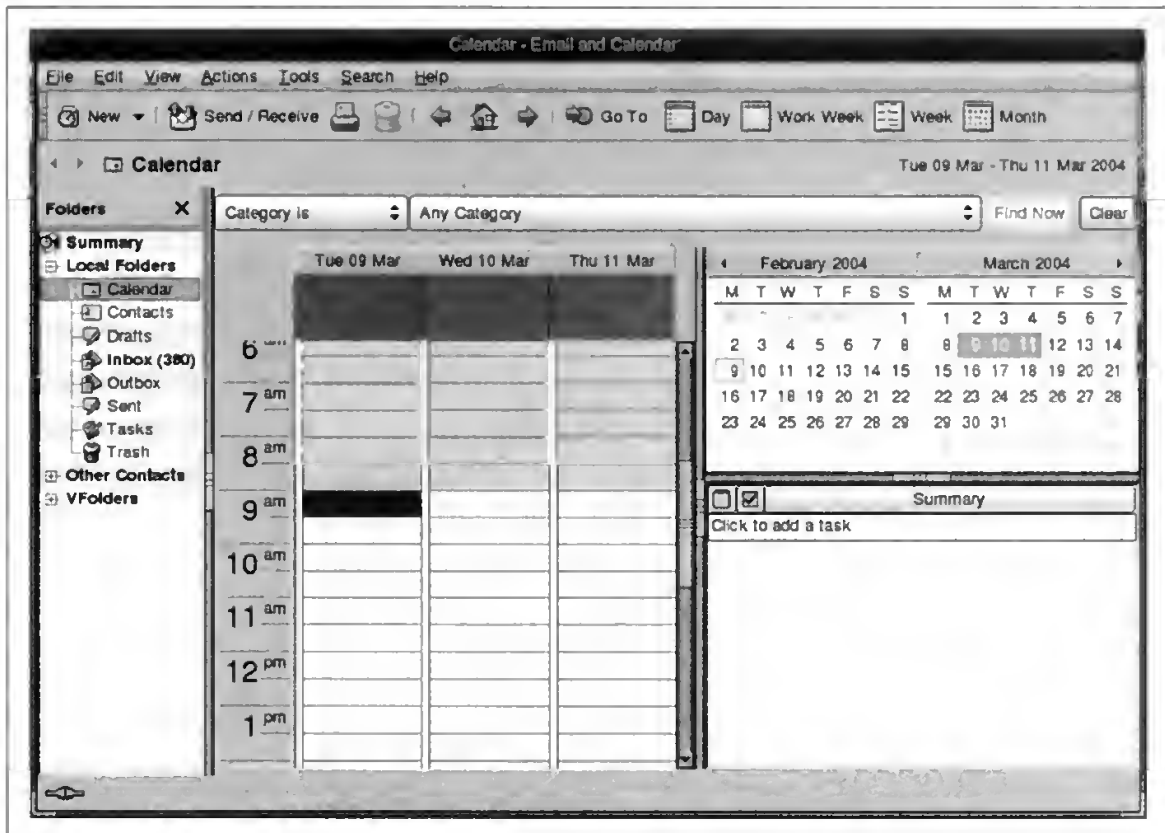 Calendar - Email and Calendar
File Edit View Actions Tools Search Help
New Send / Receive Go To Day Work Week Week Month
Calendar Tue 09 Mar - Thu 11 Mar 2004
Folders X Category is Any Category Find Now Clear
Summary
Local Folders
Calendar
Contacts
Drafts
Inbox (380)
Outbox
Sent
Tasks
Trash
Other Contacts
VFolders
Tue 09 Mar Wed 10 Mar Thu 11 Mar
6 am
7 am
8 am
9 am
10 am
11 am
12 pm
1 pm
February 2004 March 2004
M T W T F S S M T W T F S S
1 1 2 3 4 5 6 7
2 3 4 5 6 7 8 8 9 10 11 12 13 14
9 10 11 12 13 14 15 15 16 17 18 19 20 21
16 17 18 19 20 21 22 22 23 24 25 26 27 28
23 24 25 26 27 28 29 29 30 31
Summary
Click to add a task